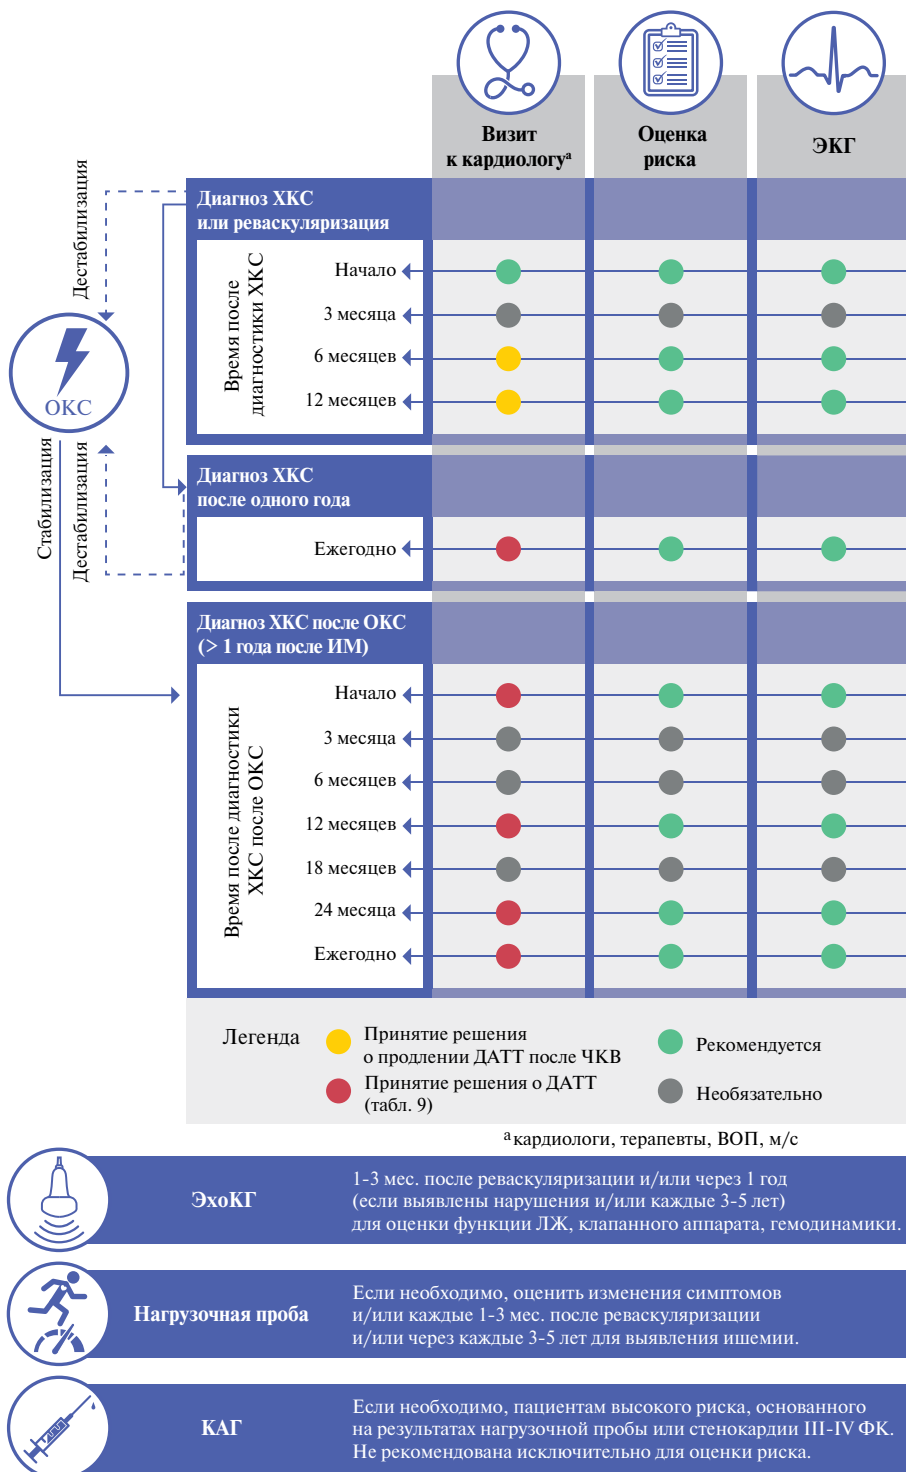 Визит
к кардиологуª
Оценка
риска
ЭКГ
Дестабилизация
Диагноз ХКС
или реваскуляризация
Время после
диагностики ХКС
Начало
3 месяца
6 месяцев
12 месяцев
ОКС
Стабилизация
Дестабилизация
Диагноз ХКС
после одного года
Ежегодно
Диагноз ХКС после ОКС
(> 1 года после ИМ)
Время после диагностики
ХКС после ОКС
Начало
3 месяца
6 месяцев
12 месяцев
18 месяцев
24 месяца
Ежегодно
Легенда
Принятие решения
о продлении ДАТТ после ЧКВ
Принятие решения о ДАТТ
(табл. 9)
Рекомендуется
Необязательно
ª кардиологи, терапевты, ВОП, м/с
ЭхоКГ
1-3 мес. после реваскуляризации и/или через 1 год
(если выявлены нарушения и/или каждые 3-5 лет)
для оценки функции ЛЖ, клапанного аппарата, гемодинамики.
Нагрузочная проба
Если необходимо, оценить изменения симптомов
и/или каждые 1-3 мес. после реваскуляризации
и/или через каждые 3-5 лет для выявления ишемии.
КАГ
Если необходимо, пациентам высокого риска, основанного
на результатах нагрузочной пробы или стенокардии III-IV ФК.
Не рекомендована исключительно для оценки риска.